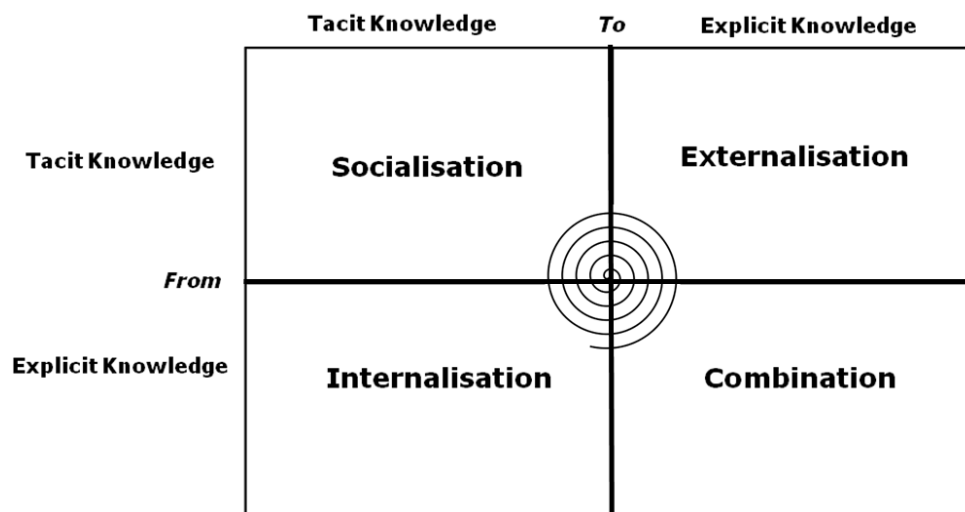 Tacit Knowledge To Explicit Knowledge
Tacit Knowledge Socialisation Externalisation
From
Explicit Knowledge Internalisation Combination